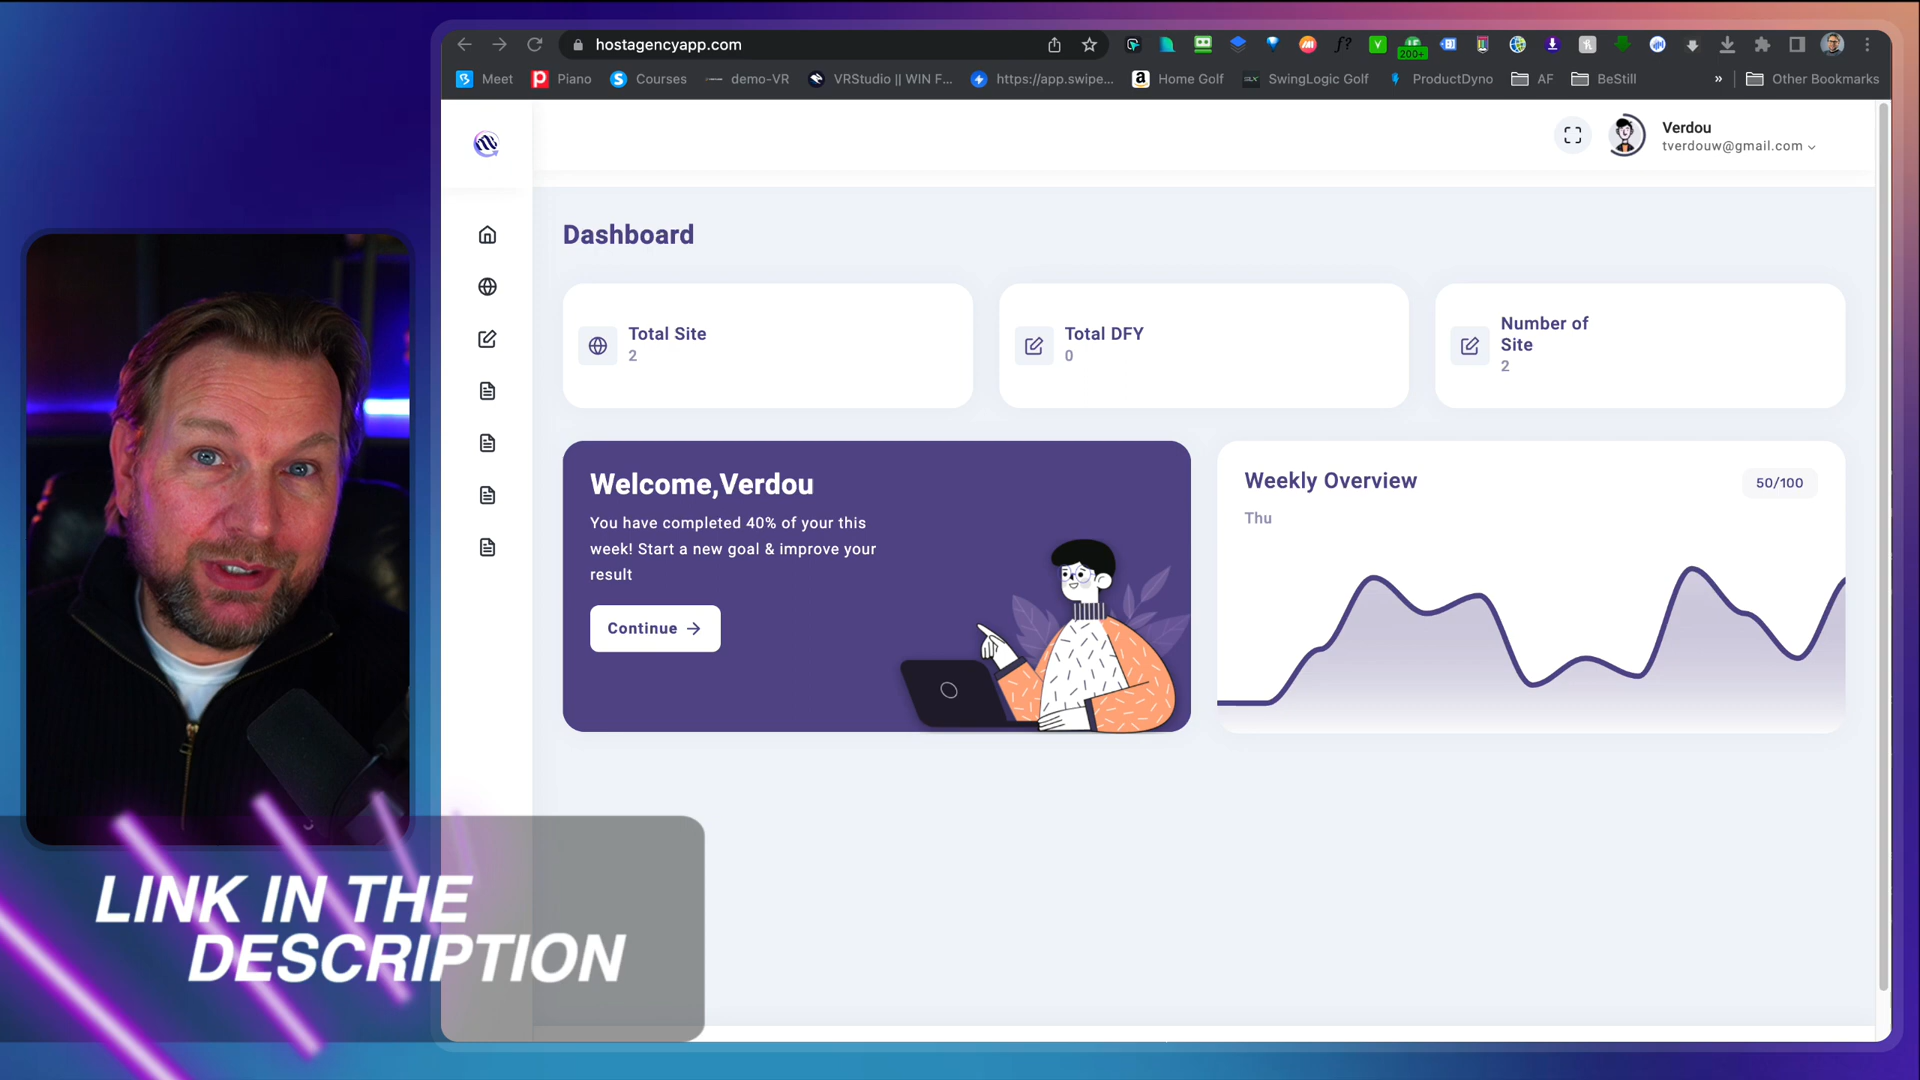 hostagencyapp.com
200+
Meet
Piano
Courses
demo-VR
VRStudio || WIN F...
https://app.swipe...
Home Golf
SwingLogic Golf
ProductDyno
AF
BeStill
»
Other Bookmarks
Verdou
tverdouw@gmail.com
Dashboard
Total Site
2
Total DFY
0
Number of
Site
2
Welcome,Verdou
You have completed 40% of your this
week! Start a new goal & improve your
result
Continue →
Weekly Overview
50/100
Thu
LINK IN THE
DESCRIPTION